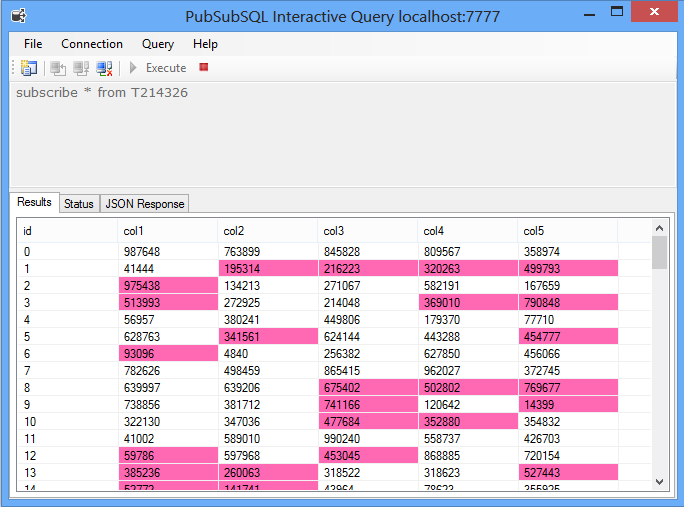 PubSubSQL Interactive Query localhost:7777
File Connection Query Help
Execute
subscribe * from T214326
Results Status JSON Response
id col1 col2 col3 col4 col5
0 987648 763899 845828 809567 358974
1 41444 195314 216223 320263 499793
2 975438 134213 271067 582191 167659
3 513993 272925 214048 369010 790848
4 56957 380241 449806 179370 77710
5 628763 341561 624144 443288 454777
6 93096 4840 256382 627850 456066
7 782626 498459 865415 962027 372745
8 639997 639206 675402 502802 769677
9 738856 381712 741166 120642 14399
10 322130 347036 477684 352880 354832
11 41002 589010 990240 558737 426703
12 59786 597968 453045 868885 720154
13 385236 260063 318522 318623 527443
14 52772 141741 43964 78623 355925